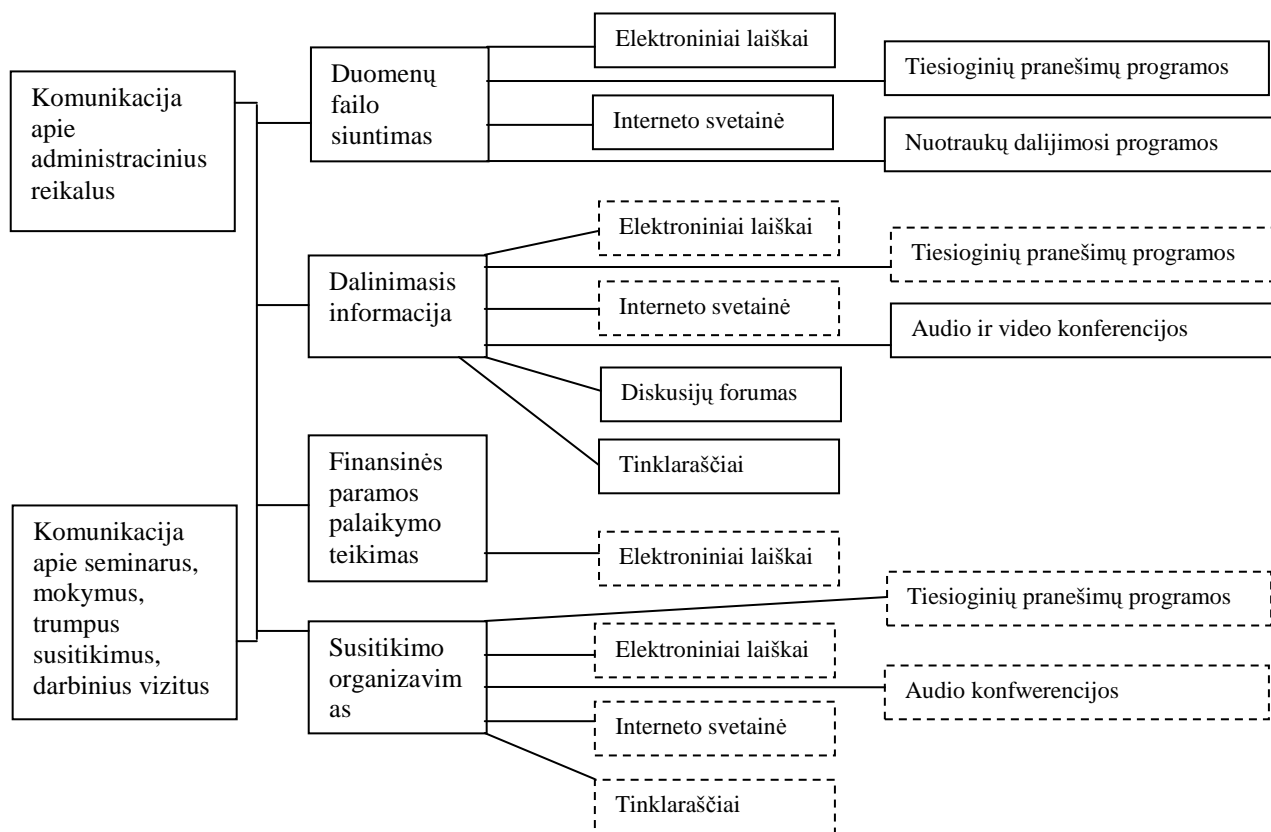 Komunikacija
apie
administracinius
reikalus
Komunikacija
apie seminarus,
mokymus,
trumpus
susitikimus,
darbinius vizitus
Duomenų
failo
siuntimas
Elektroniniai laiškai
Tiesioginių pranešimų programos
Interneto svetainė
Nuotraukų dalijimosi programos
Dalinimasis
informacija
Elektroniniai laiškai
Tiesioginių pranešimų programos
Interneto svetainė
Audio ir video konferencijos
Diskusijų forumas
Tinklaraščiai
Finansinės
paramos
palaikymo
teikimas
Elektroniniai laiškai
Susitikimo
organizavim
as
Tiesioginių pranešimų programos
Elektroniniai laiškai
Audio konfwerencijos
Interneto svetainė
Tinklaraščiai